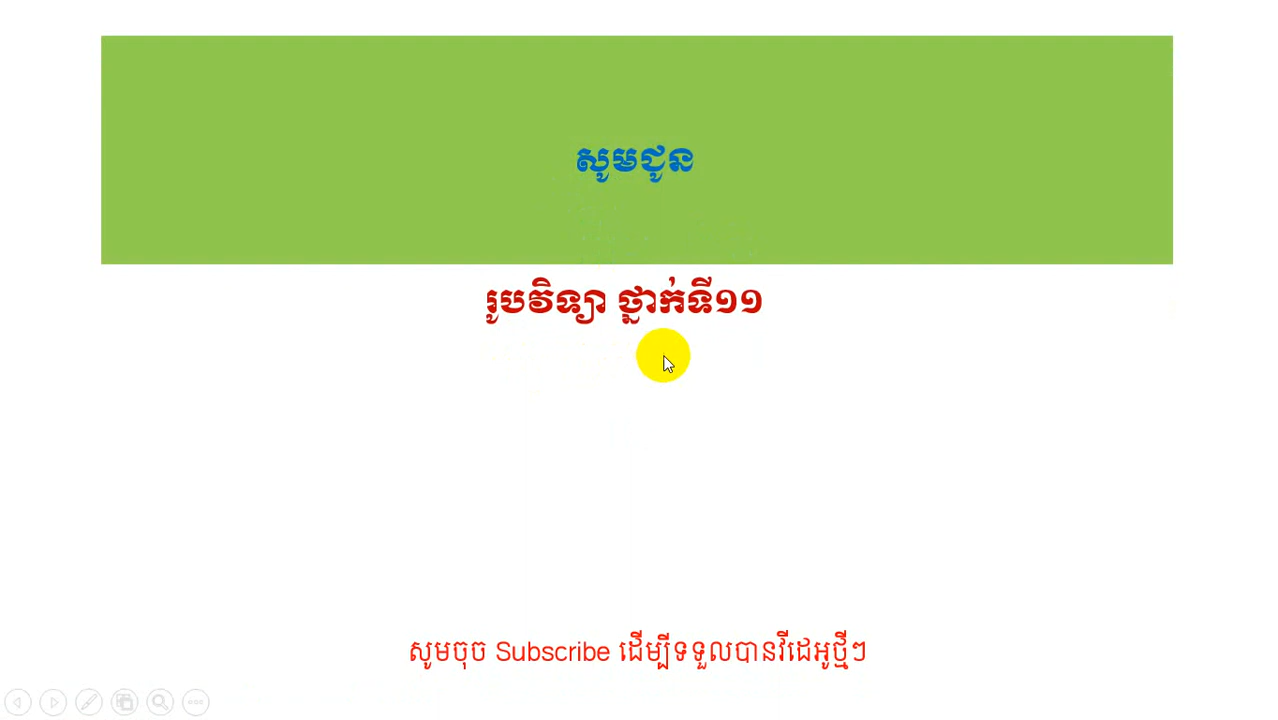 សូមជូន
រូបវិទ្យា ថ្នាក់ទី១១
សូមចុច Subscribe ដើម្បីទទួលបានវីដេអូថ្មីៗ